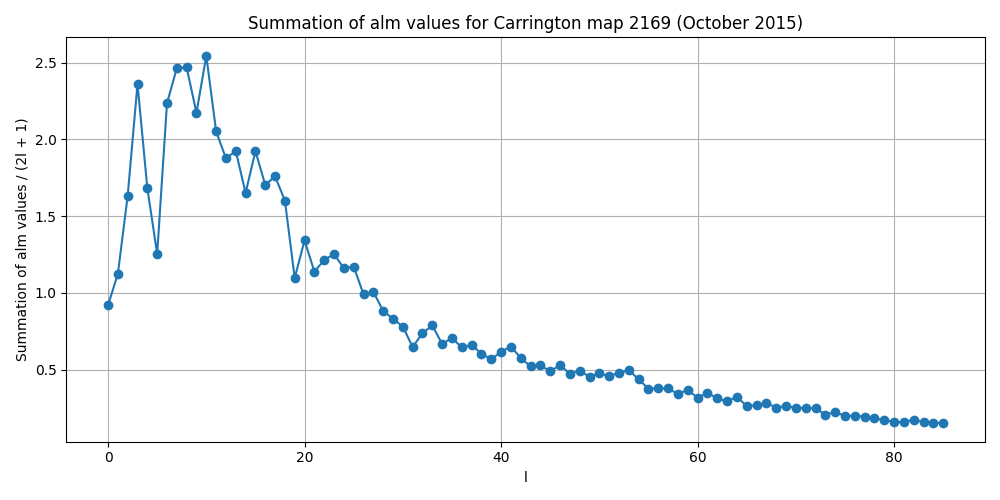 Summation of alm values for Carrington map 2169 (October 2015)
Summation of alm values / (2l + 1)
2.5
2.0
1.5
1.0
0.5
0 20 40 60 80
l